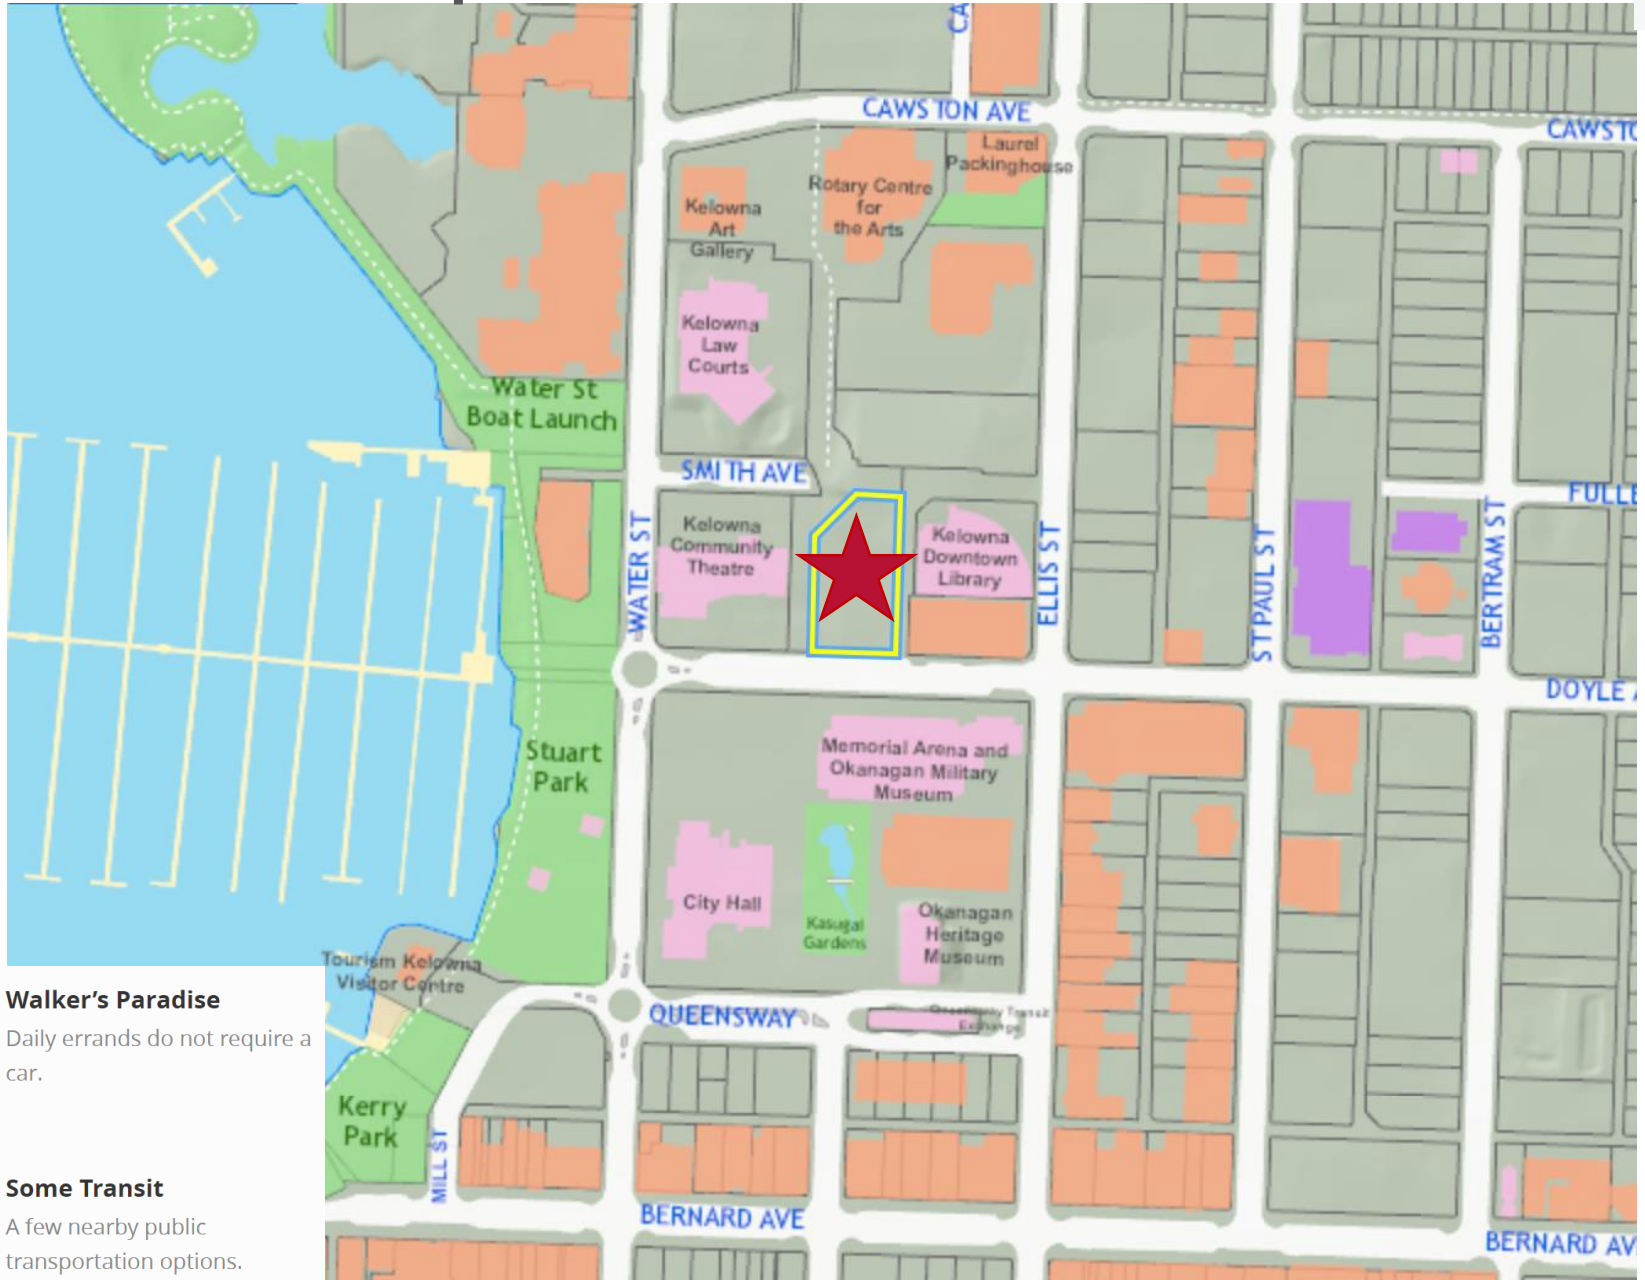 CA
CAWSTON AVE
CAWSTO
Laurel
Packinghouse
Rotary Centre
for
the Arts
Kelowna
Art
Gallery
Kelowna
Law
Courts
Water St
Boat Launch
SMITH AVE
FULLE
WATER ST
Kelowna
Community
Theatre
Kelowna
Downtown
Library
ELLIS ST
ST PAUL ST
BERTRAM ST
DOYLE A
Stuart
Park
Memorial Arena and
Okanagan Military
Museum
City Hall
Kasugai
Gardens
Okanagan
Heritage
Museum
Tourism Kelowna
Visitor Centre
QUEENSWAY
Queensway Transit
Exchange
Walker’s Paradise
Daily errands do not require a
car.
Kerry
Park
MILL ST
Some Transit
A few nearby public
transportation options.
BERNARD AVE
BERNARD AV